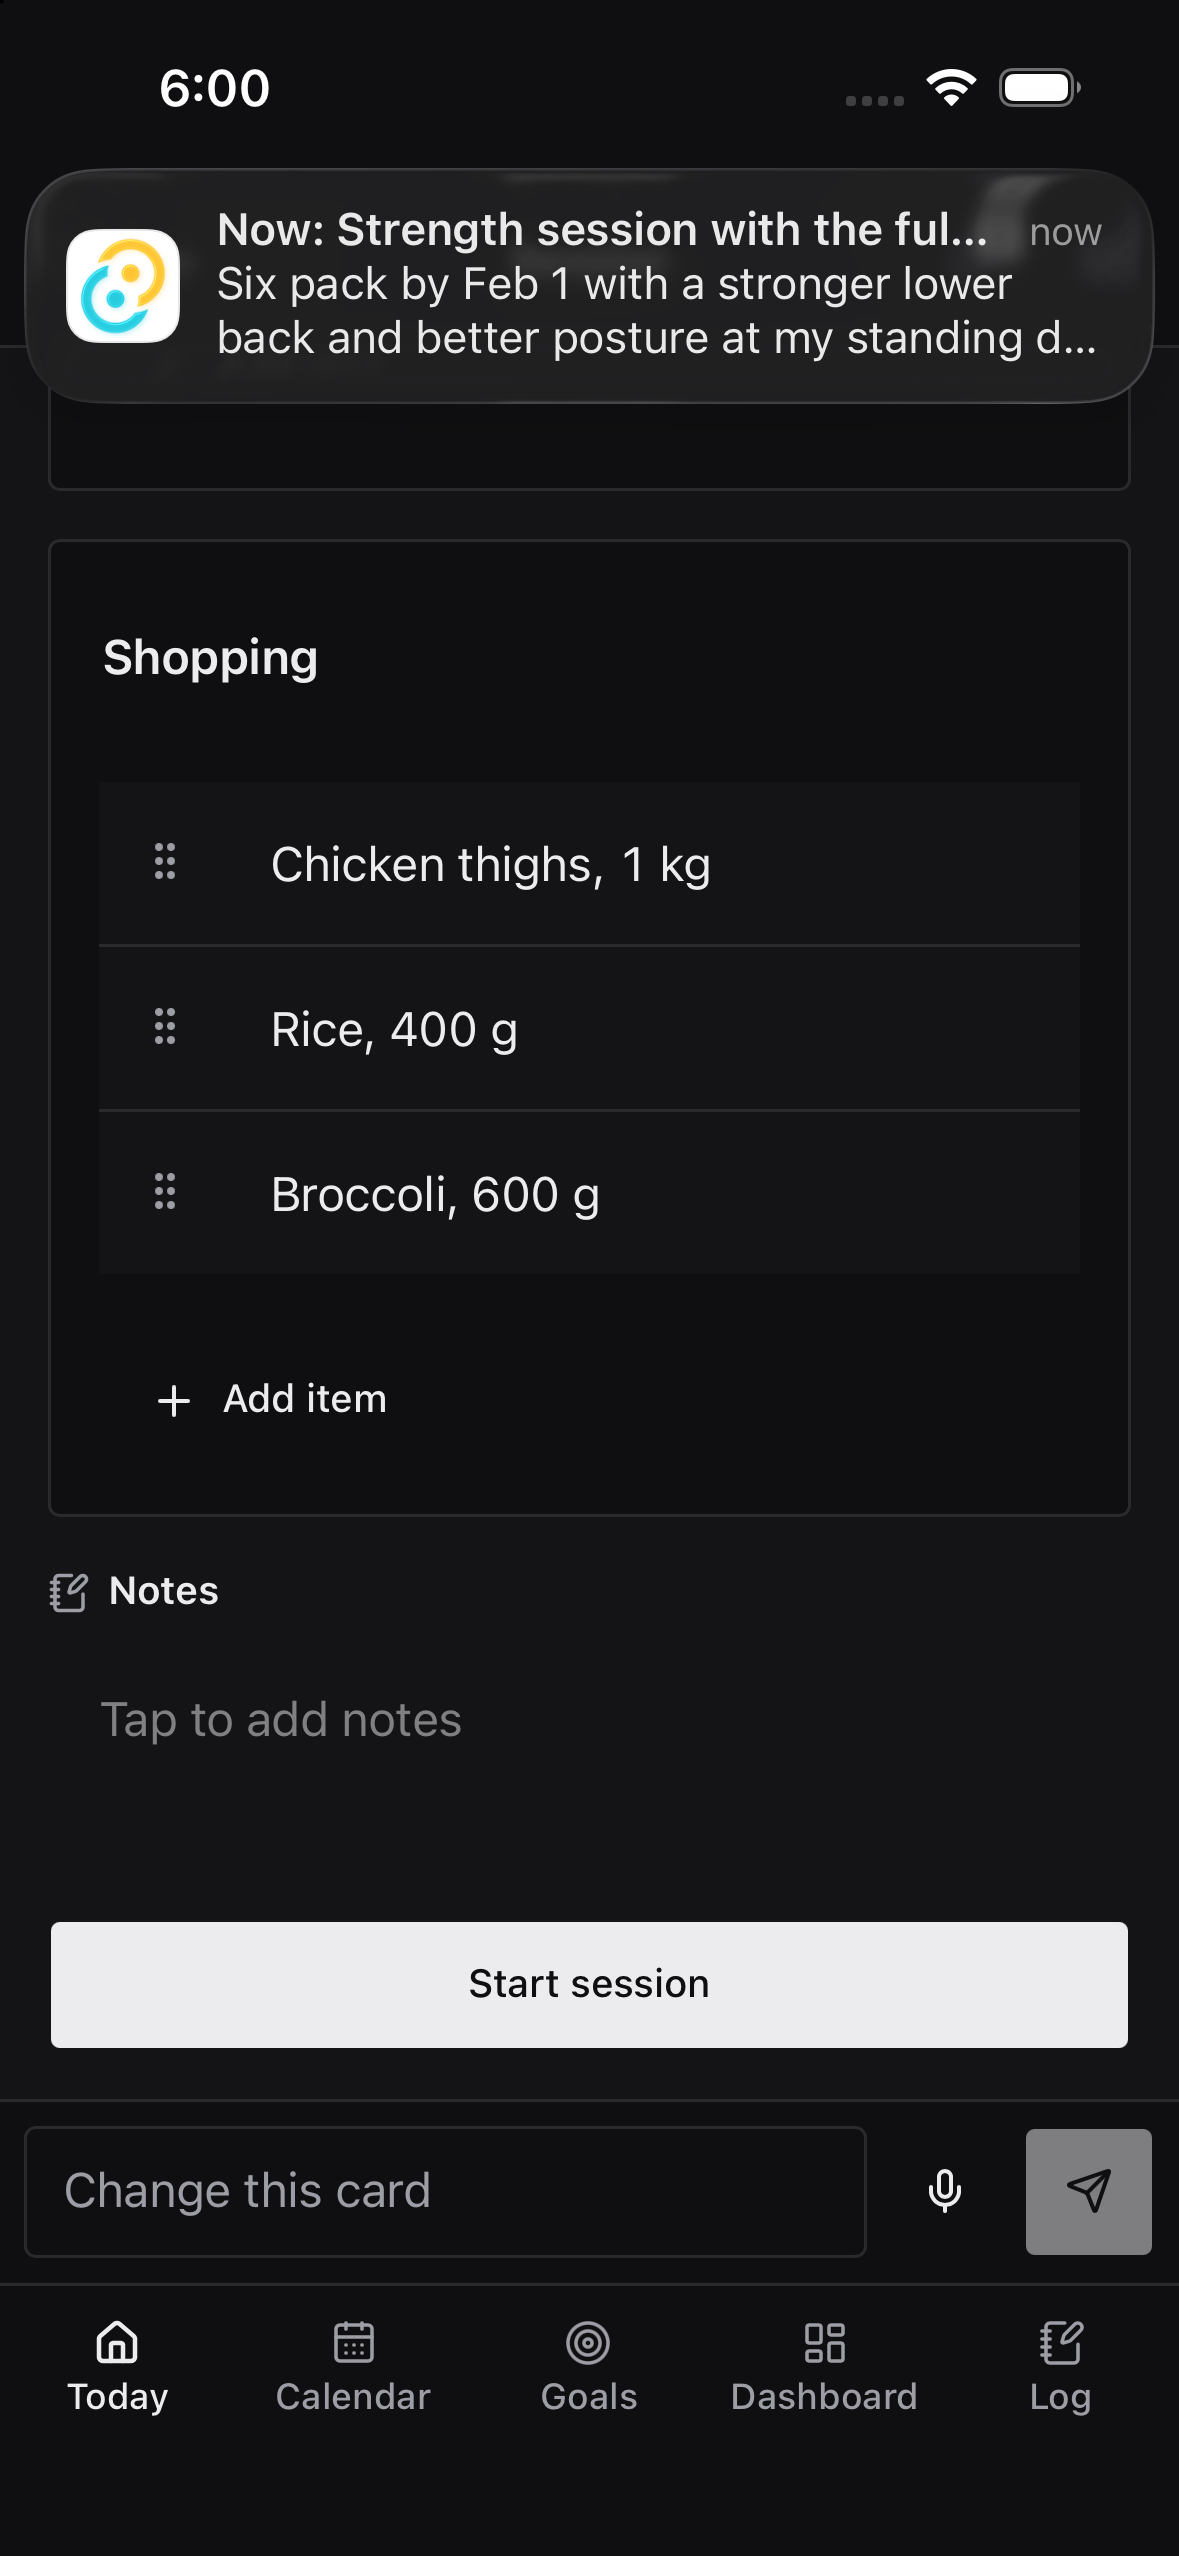 6:00
Now: Strength session with the ful... now
Six pack by Feb 1 with a stronger lower
back and better posture at my standing d...
Shopping
Chicken thighs, 1 kg
Rice, 400 g
Broccoli, 600 g
Add item
Notes
Tap to add notes
Start session
Change this card
Today Calendar Goals Dashboard Log